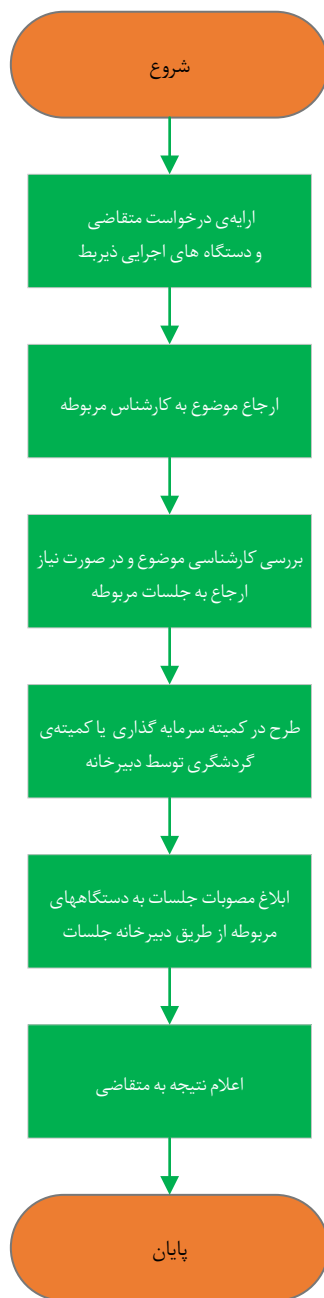 شروع
ارایه‌ی درخواست متقاضی
و دستگاه های اجرایی ذیربط
ارجاع موضوع به کارشناس مربوطه
بررسی کارشناسی موضوع و در صورت نیاز
ارجاع به جلسات مربوطه
طرح در کمیته سرمایه گذاری یا کمیته‌ی
گردشگری توسط دبیرخانه
ابلاغ مصوبات جلسات به دستگاههای
مربوطه از طریق دبیرخانه جلسات
اعلام نتیجه به متقاضی
پایان